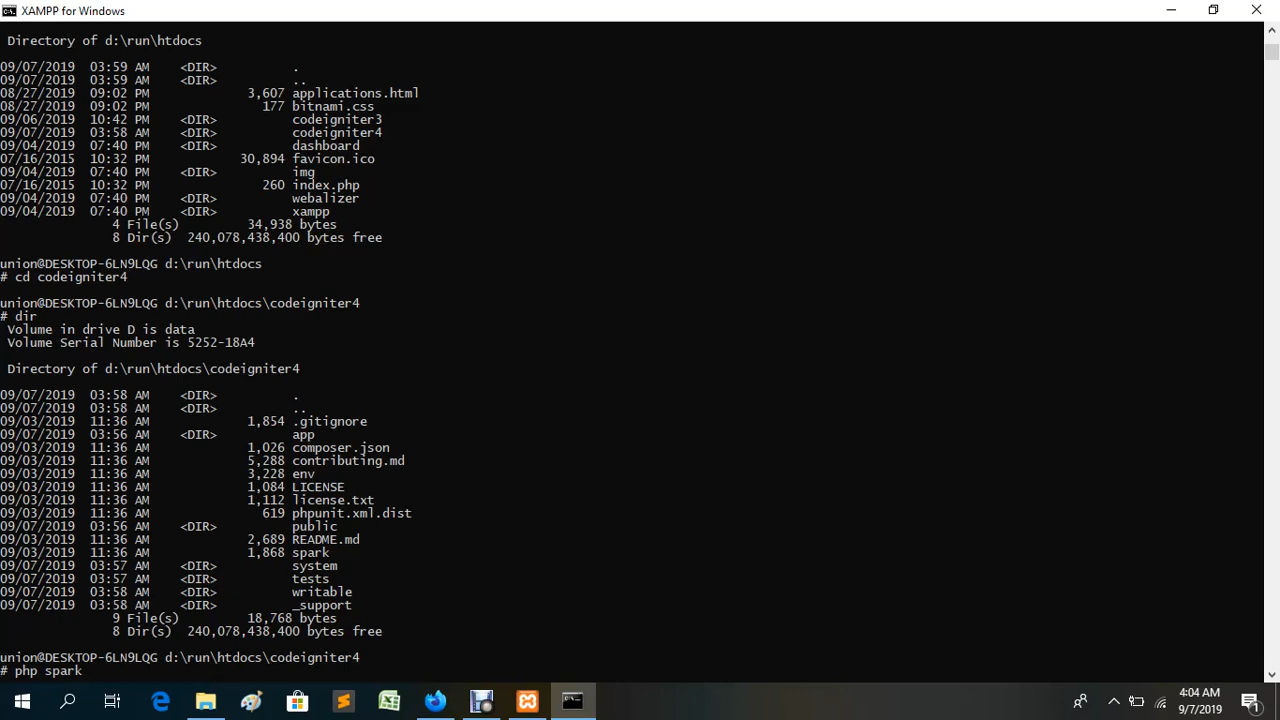 XAMPP for Windows
Directory of d:\run\htdocs
09/07/2019 03:59 AM <DIR> .
09/07/2019 03:59 AM <DIR> ..
08/27/2019 09:02 PM 3,607 applications.html
08/27/2019 09:02 PM 177 bitnami.css
09/06/2019 10:42 PM <DIR> codeigniter3
09/07/2019 03:58 AM <DIR> codeigniter4
09/04/2019 07:40 PM <DIR> dashboard
07/16/2015 10:32 PM 30,894 favicon.ico
09/04/2019 07:40 PM <DIR> img
07/16/2015 10:32 PM 260 index.php
09/04/2019 07:40 PM <DIR> webalizer
09/04/2019 07:40 PM <DIR> xampp
4 File(s) 34,938 bytes
8 Dir(s) 240,078,438,400 bytes free
union@DESKTOP-6LN9LQG d:\run\htdocs
# cd codeigniter4
union@DESKTOP-6LN9LQG d:\run\htdocs\codeigniter4
# dir
Volume in drive D is data
Volume Serial Number is 5252-18A4
Directory of d:\run\htdocs\codeigniter4
09/07/2019 03:58 AM <DIR> .
09/07/2019 03:58 AM <DIR> ..
09/03/2019 11:36 AM 1,854 .gitignore
09/07/2019 03:56 AM <DIR> app
09/03/2019 11:36 AM 1,026 composer.json
09/03/2019 11:36 AM 5,288 contributing.md
09/03/2019 11:36 AM 3,228 env
09/03/2019 11:36 AM 1,084 LICENSE
09/03/2019 11:36 AM 1,112 license.txt
09/03/2019 11:36 AM 619 phpunit.xml.dist
09/07/2019 03:56 AM <DIR> public
09/03/2019 11:36 AM 2,689 README.md
09/03/2019 11:36 AM 1,868 spark
09/07/2019 03:57 AM <DIR> system
09/07/2019 03:57 AM <DIR> tests
09/07/2019 03:58 AM <DIR> writable
09/07/2019 03:58 AM <DIR> _support
9 File(s) 18,768 bytes
8 Dir(s) 240,078,438,400 bytes free
union@DESKTOP-6LN9LQG d:\run\htdocs\codeigniter4
# php spark
4:04 AM
9/7/2019
1